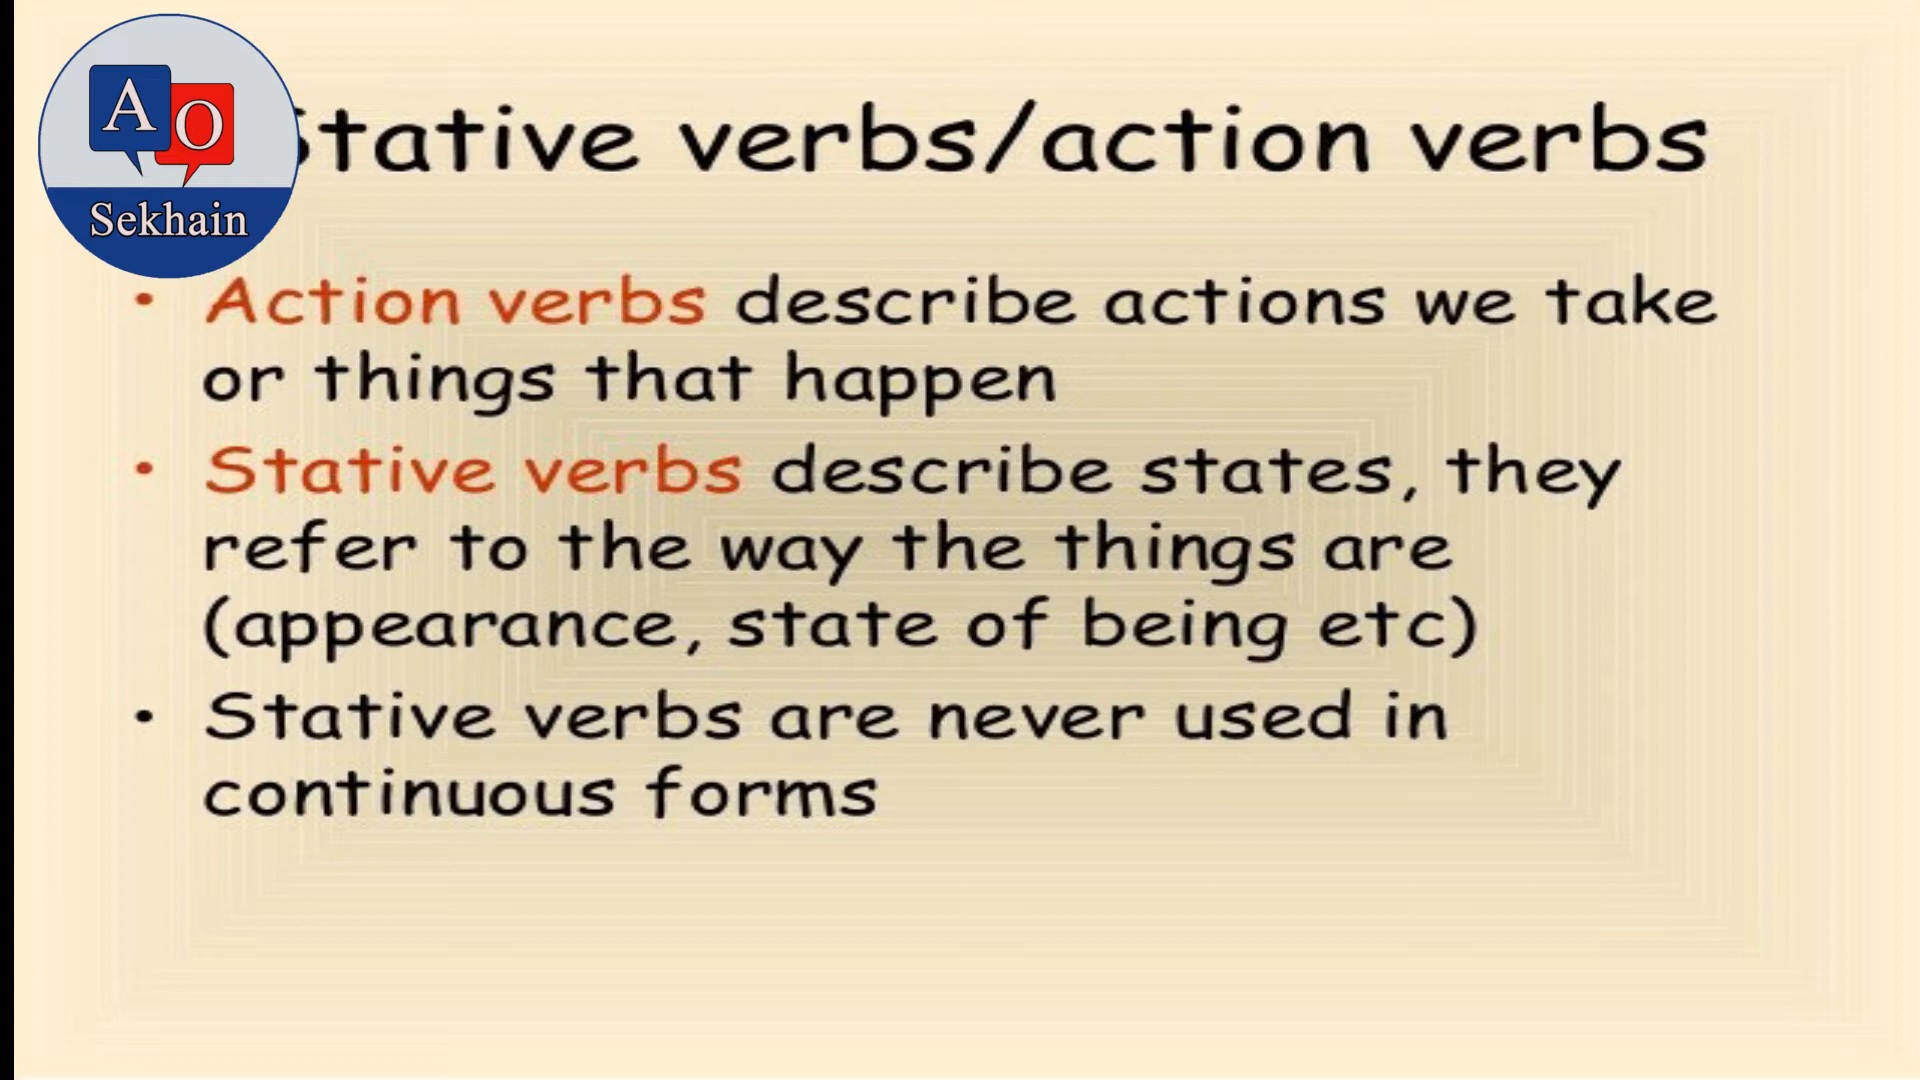 A O
Sekhain
Stative verbs/action verbs
• Action verbs describe actions we take
or things that happen
• Stative verbs describe states, they
refer to the way the things are
(appearance, state of being etc)
• Stative verbs are never used in
continuous forms